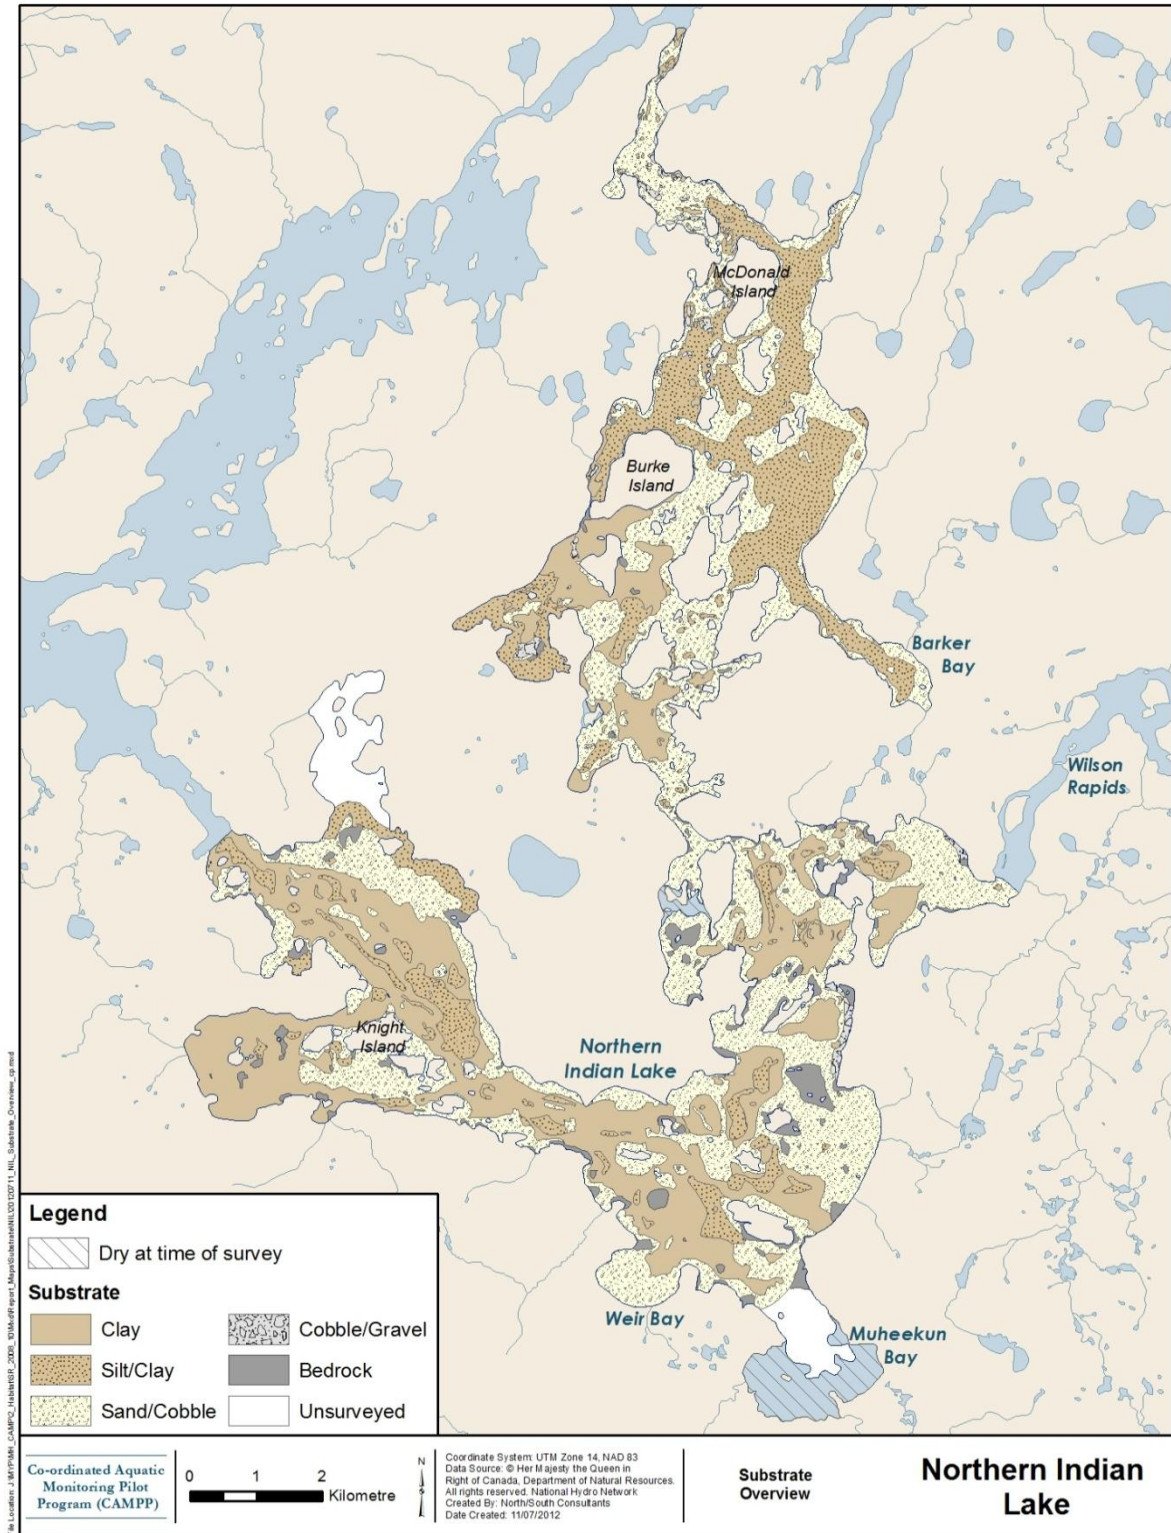 McDonald
Island
Burke
Island
Barker
Bay
Wilson
Rapids
Knight
Island
Northern
Indian Lake
Weir Bay
Muheekun
Bay
Legend
Dry at time of survey
Substrate
Clay
Cobble/Gravel
Silt/Clay
Bedrock
Sand/Cobble
Unsurveyed
Co-ordinated Aquatic
Monitoring Pilot
Program (CAMPP)
0 1 2
Kilometre
N
Coordinate System: UTM Zone 14, NAD 83
Data Source: © Her Majesty the Queen in
Right of Canada, Department of Natural Resources.
All rights reserved. National Hydro Network
Created By: North/South Consultants
Date Created: 11/07/2012
Substrate
Overview
Northern Indian
Lake